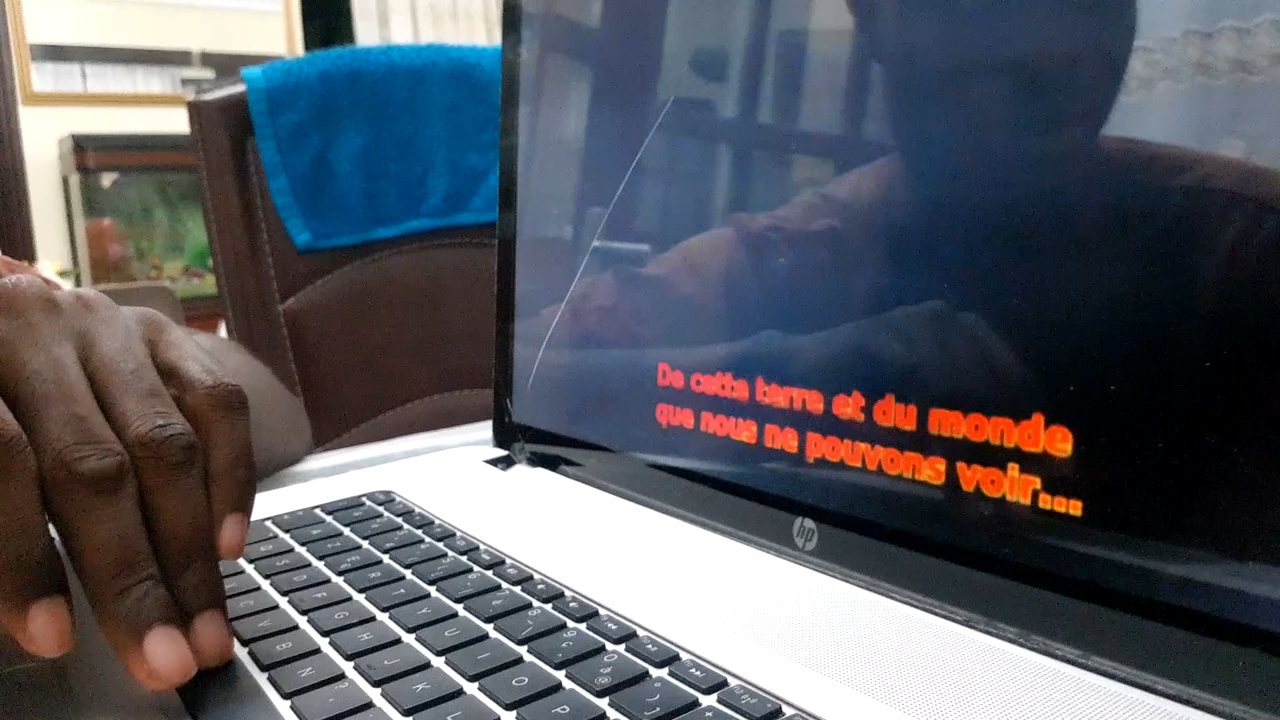 De cette terre et du monde
que nous ne pouvons voir...
hp
R
T
Y
U
I
O
P
D
F
G
H
J
K
L
C
V
B
N